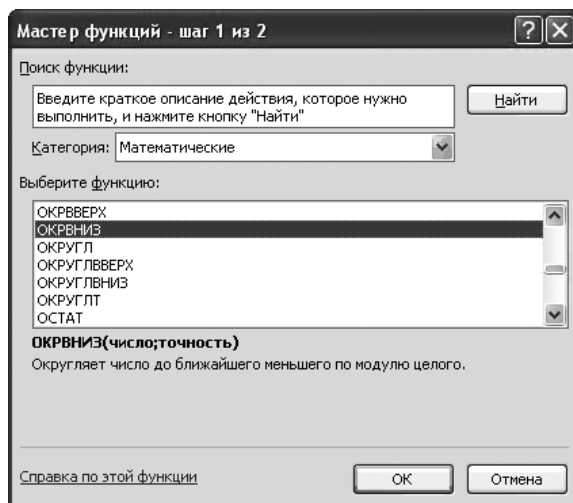 Мастер функций - шаг 1 из 2
Поиск функции:
Введите краткое описание действия, которое нужно
выполнить, и нажмите кнопку "Найти"
Найти
Категория: Математические
Выберите функцию:
ОКРВВЕРХ
ОКРВНИЗ
ОКРУГЛ
ОКРУГЛВВЕРХ
ОКРУГЛВНИЗ
ОКРУГЛТ
ОСТАТ
ОКРВНИЗ(число;точность)
Округляет число до ближайшего меньшего по модулю целого.
Справка по этой функции
ОК
Отмена